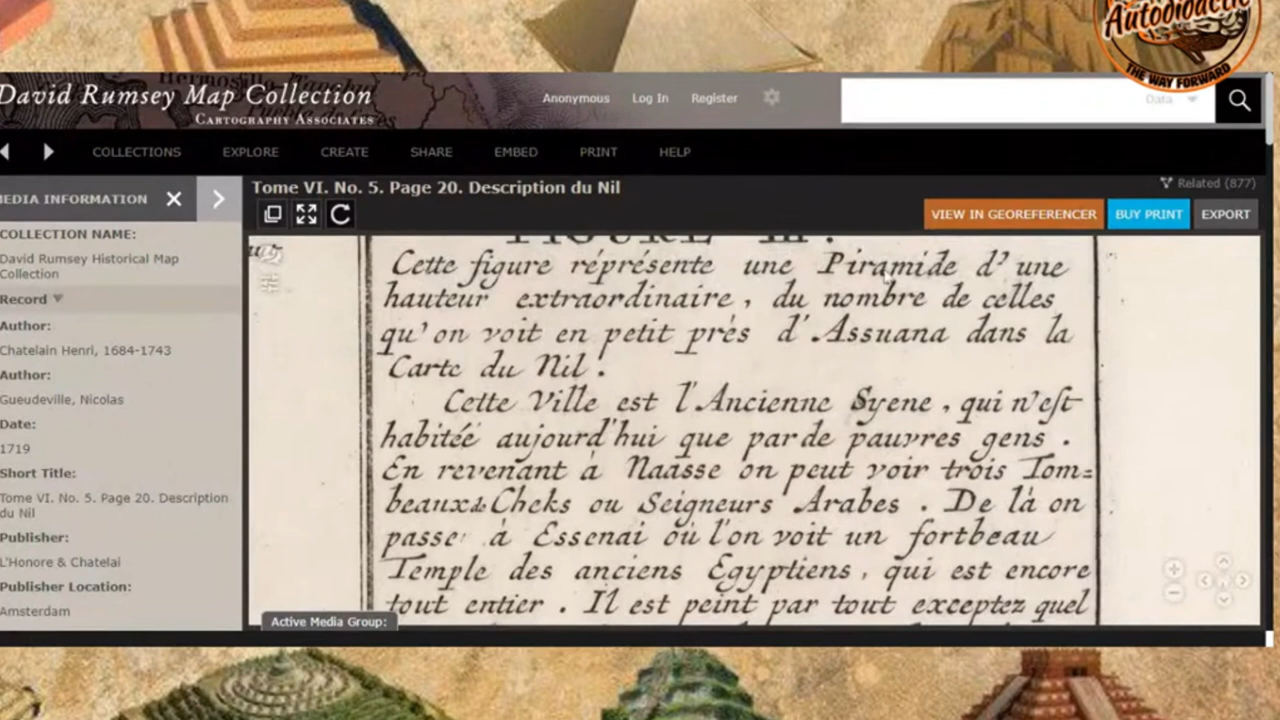 Autodidactic
THE WAY FORWARD
David Rumsey Map Collection
Cartography Associates
Anonymous Log In Register
Data
COLLECTIONS EXPLORE CREATE SHARE EMBED PRINT HELP
EDIA INFORMATION
Tome VI. No. 5. Page 20. Description du Nil
Related (877)
VIEW IN GEOREFERENCER BUY PRINT EXPORT
COLLECTION NAME:
David Rumsey Historical Map
Collection
Record
Author:
Chatelain Henri, 1684-1743
Author:
Gueudeville, Nicolas
Date:
1719
Short Title:
Tome VI. No. 5. Page 20. Description
du Nil
Publisher:
L'Honore & Chatelai
Publisher Location:
Amsterdam
FIGURE III.
Cette figure réprésente une Piramide d'une
hauteur extraordinaire, du nombre de celles
qu'on voit en petit prés d'Assuana dans la
Carte du Nil.
Cette Ville est l'Ancienne Syene, qui n'est
habitéé aujourd'hui que par de pauvres gens.
En revenant à Naasse on peut voir trois Tom=
beaux de Cheks ou Seigneurs Arabes. De là on
passe à Essenai où l'on voit un fort beau
Temple des anciens Egyptiens, qui est encore
tout entier. Il est peint par tout exceptez quel
Active Media Group: